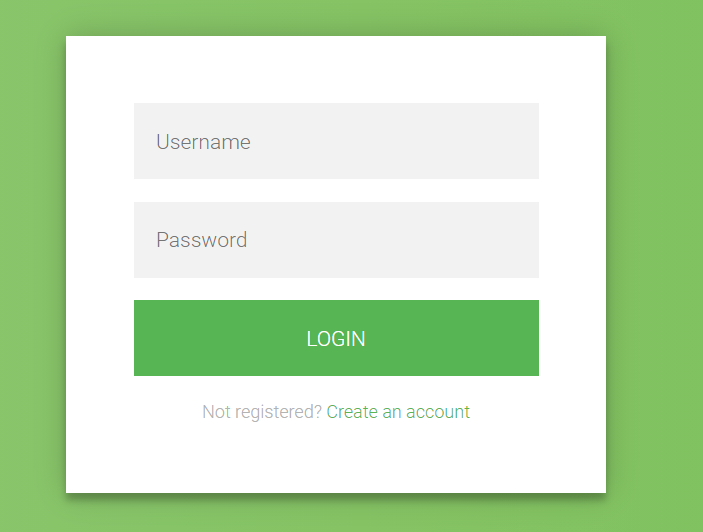 Username
Password
LOGIN
Not registered? Create an account